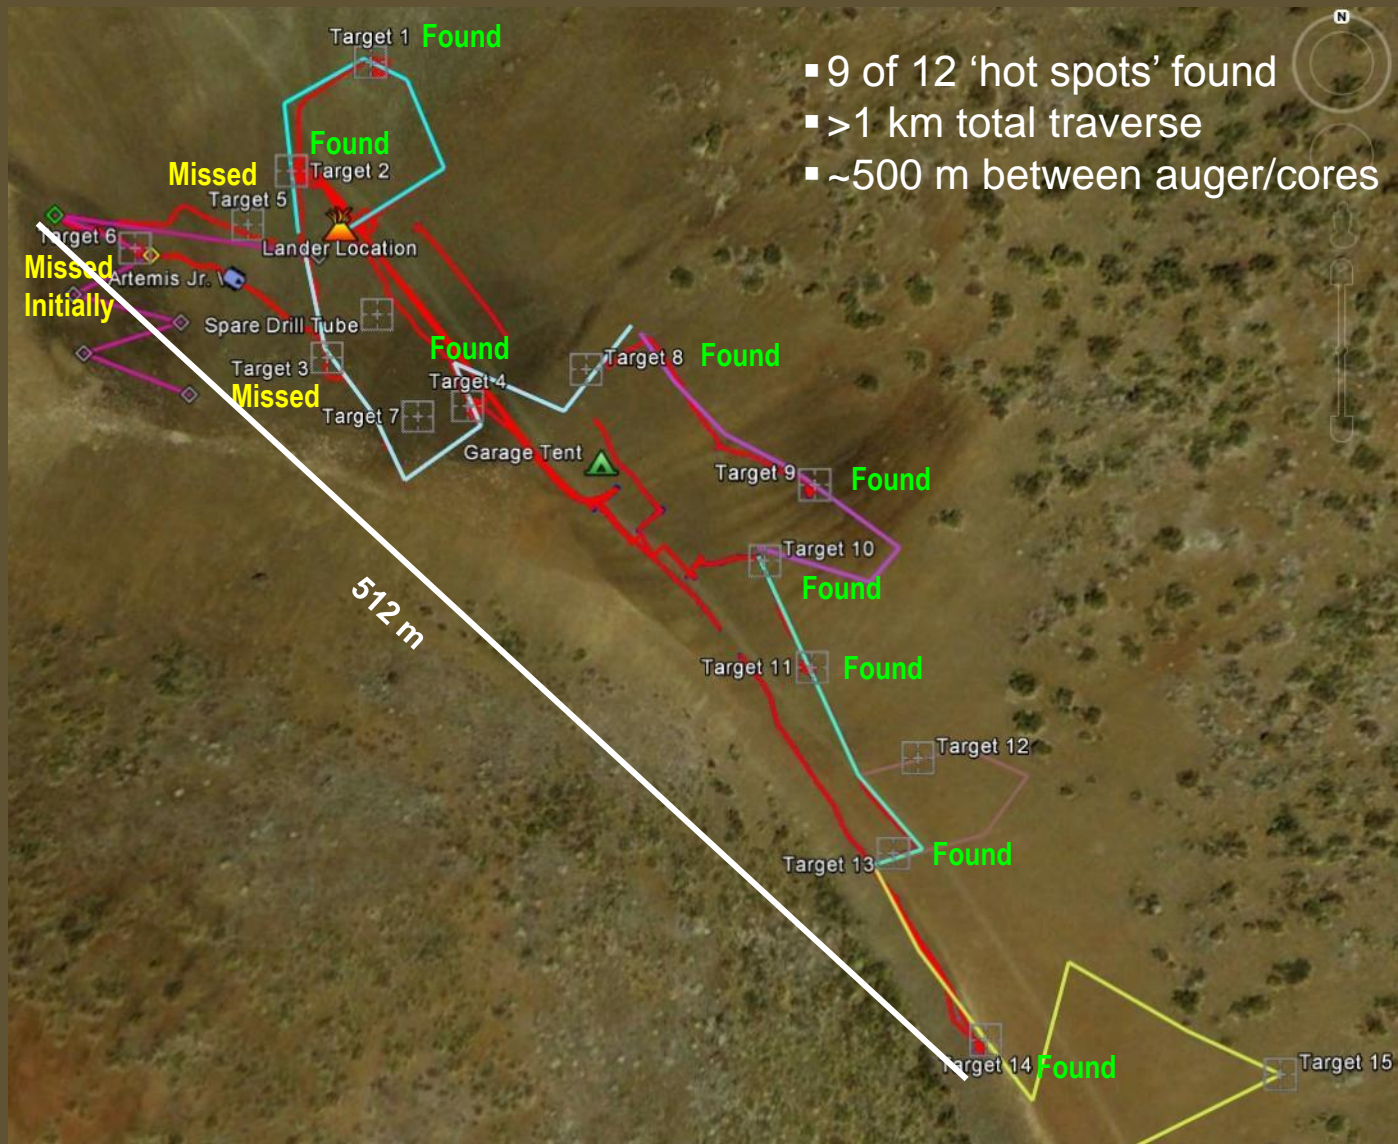 N
Target 1 Found
▪ 9 of 12 ‘hot spots’ found
▪ >1 km total traverse
▪ ~500 m between auger/cores
Found
Missed
Target 2
Target 5
Target 6
Lander Location
Missed
Initially
Artemis Jr.
Spare Drill Tube
Found
Target 3
Missed
Target 4
Target 8 Found
Target 7
Garage Tent
Target 9 Found
Target 10
Found
512 m
Target 11 Found
Target 12
Target 13 Found
Target 14 Found
Target 15